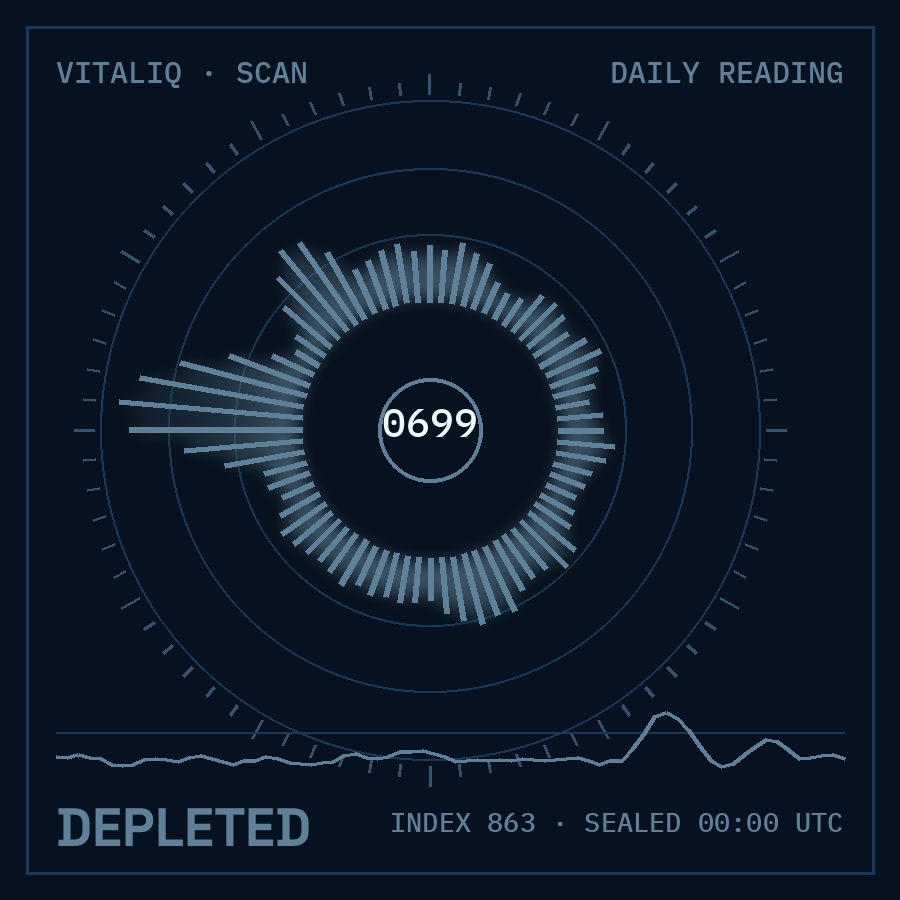 VITALIQ · SCAN
DAILY READING
0699
DEPLETED
INDEX 863 · SEALED 00:00 UTC